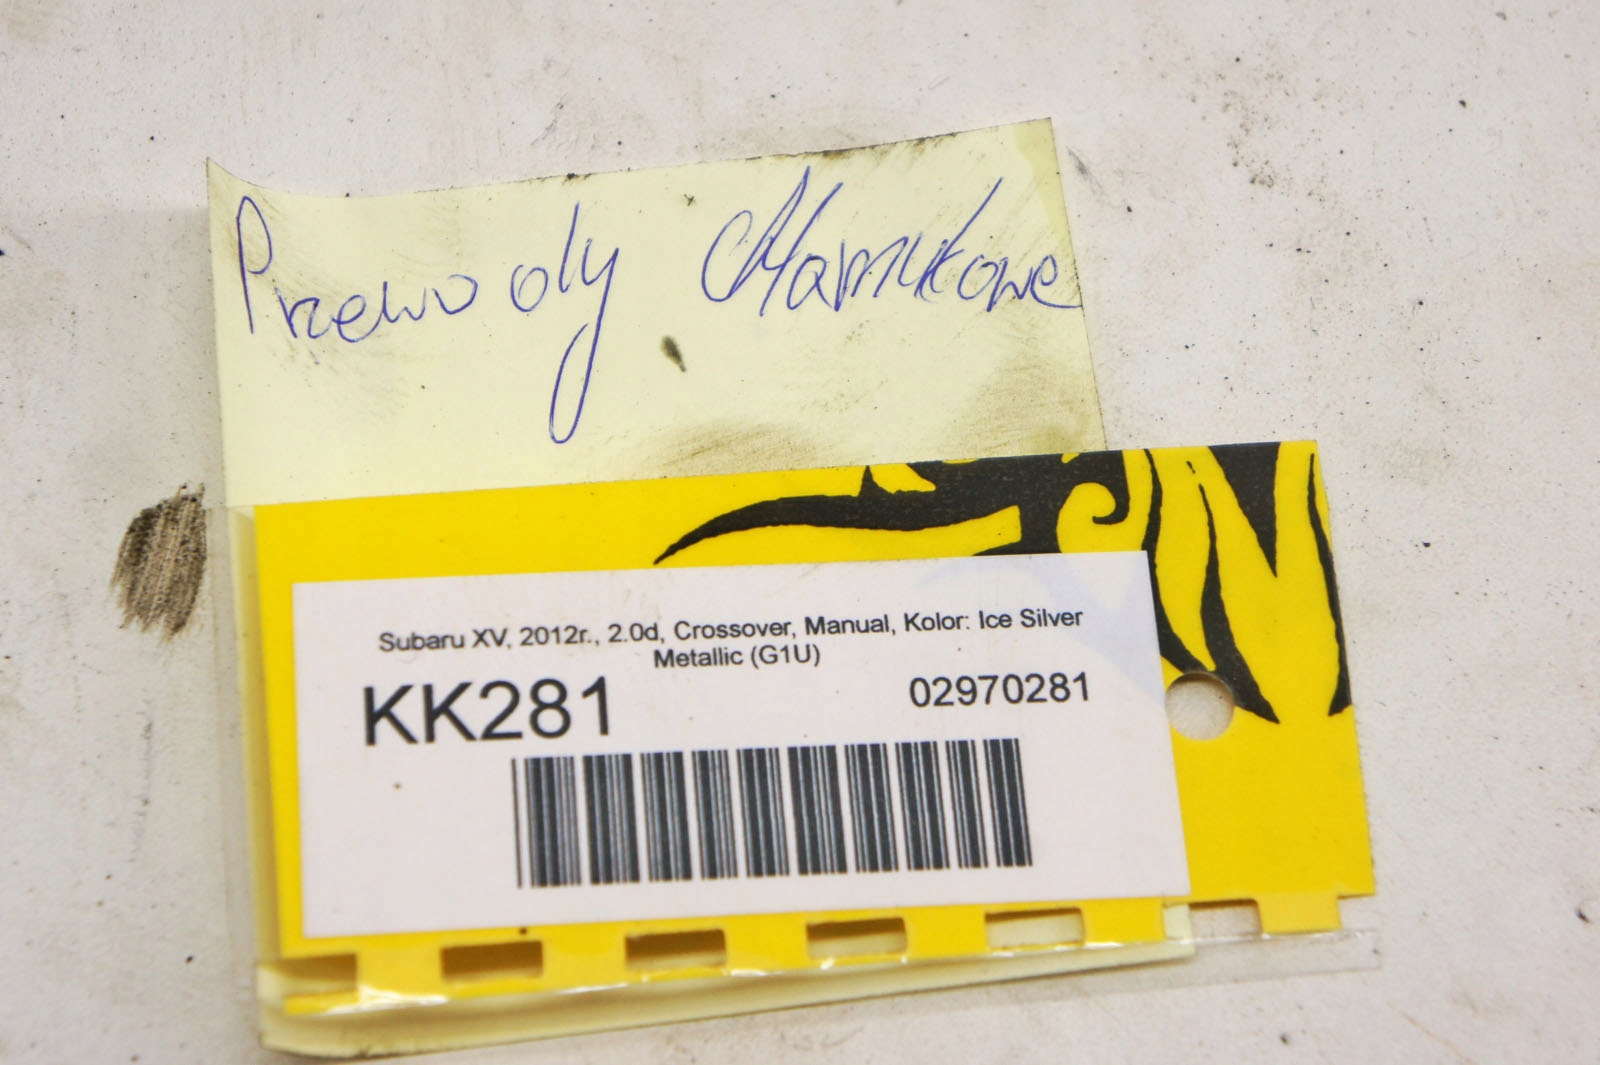 Przewody Hamulcowe
Subaru XV, 2012r., 2.0d, Crossover, Manual, Kolor: Ice Silver
Metallic (G1U)
KK281
02970281